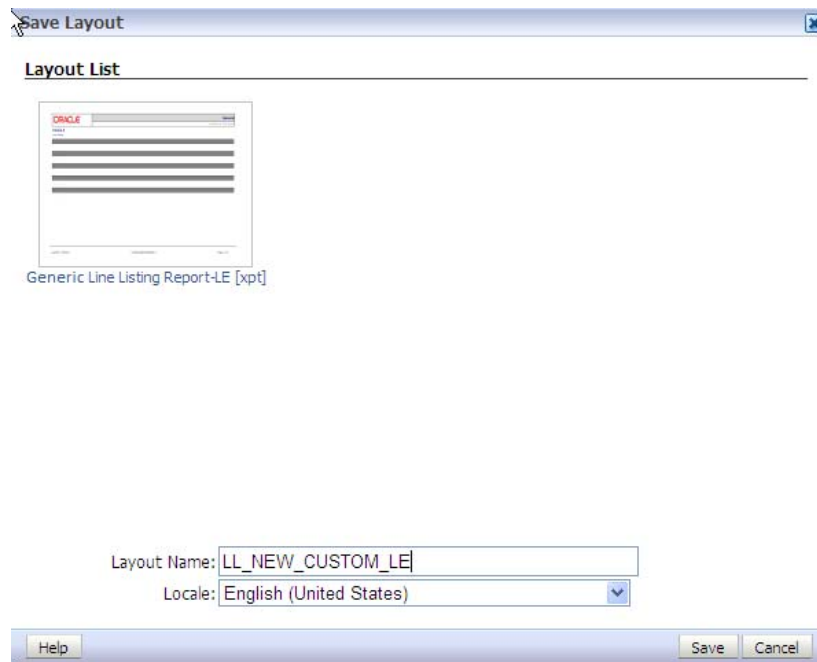 Save Layout
Layout List
ORACLE
Generic Line Listing Report-LE [xpt]
Layout Name: LL_NEW_CUSTOM_LE
Locale: English (United States)
Help Save Cancel